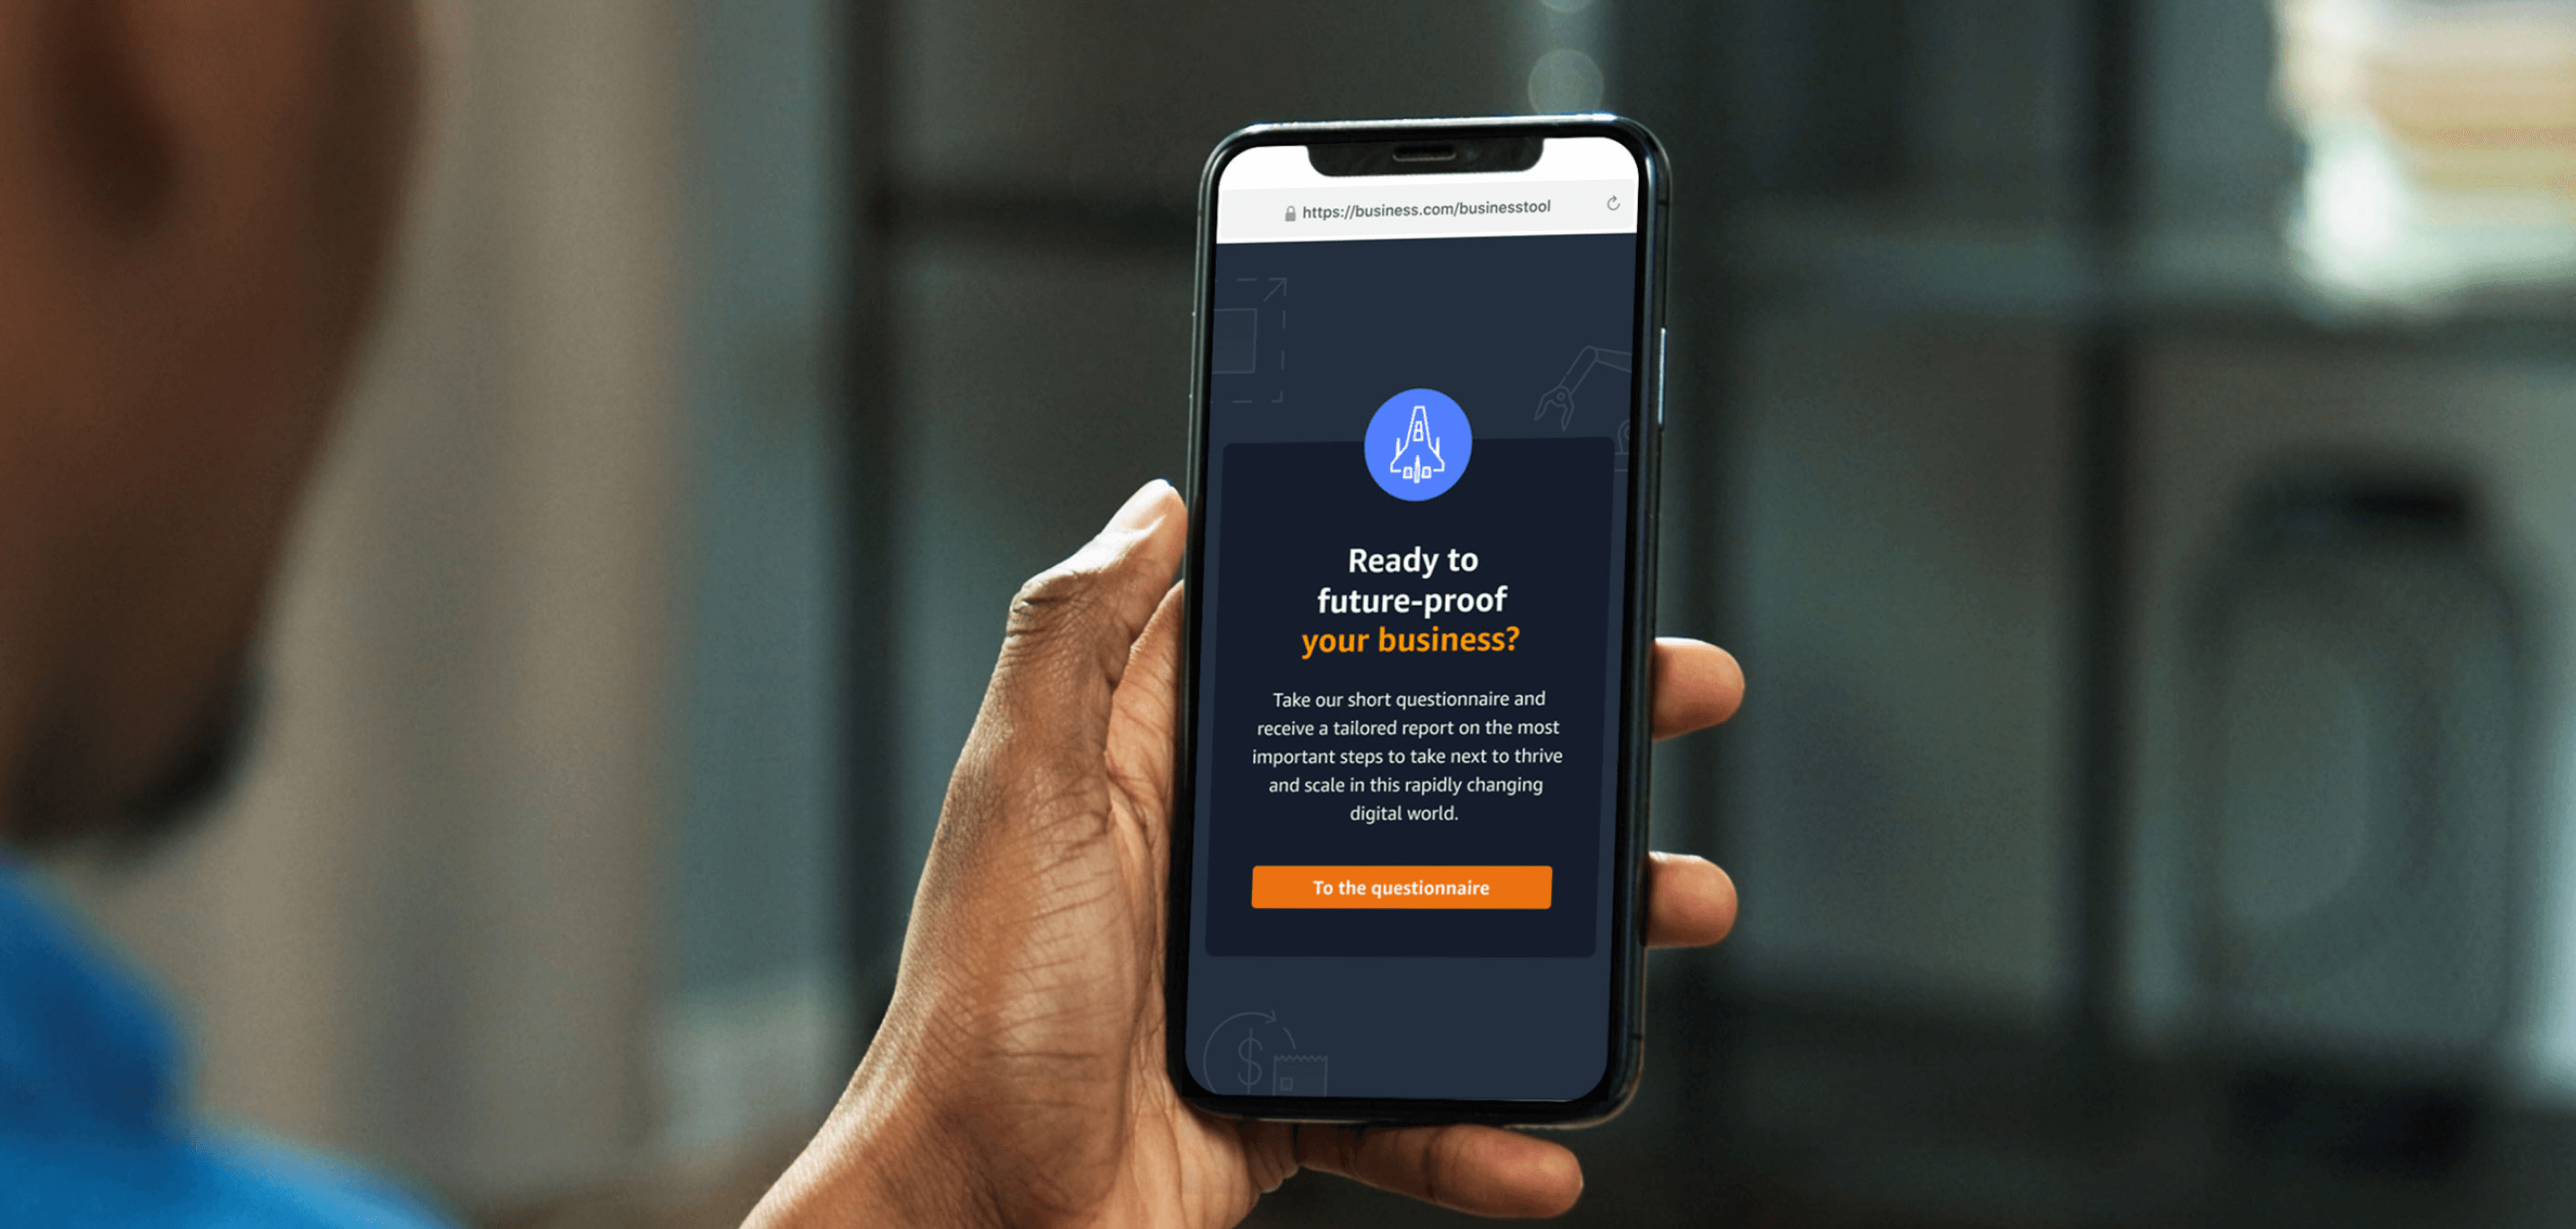 https://business.com/businesstool
Ready to
future-proof
your business?
Take our short questionnaire and
receive a tailored report on the most
important steps to take next to thrive
and scale in this rapidly changing
digital world.
To the questionnaire
$